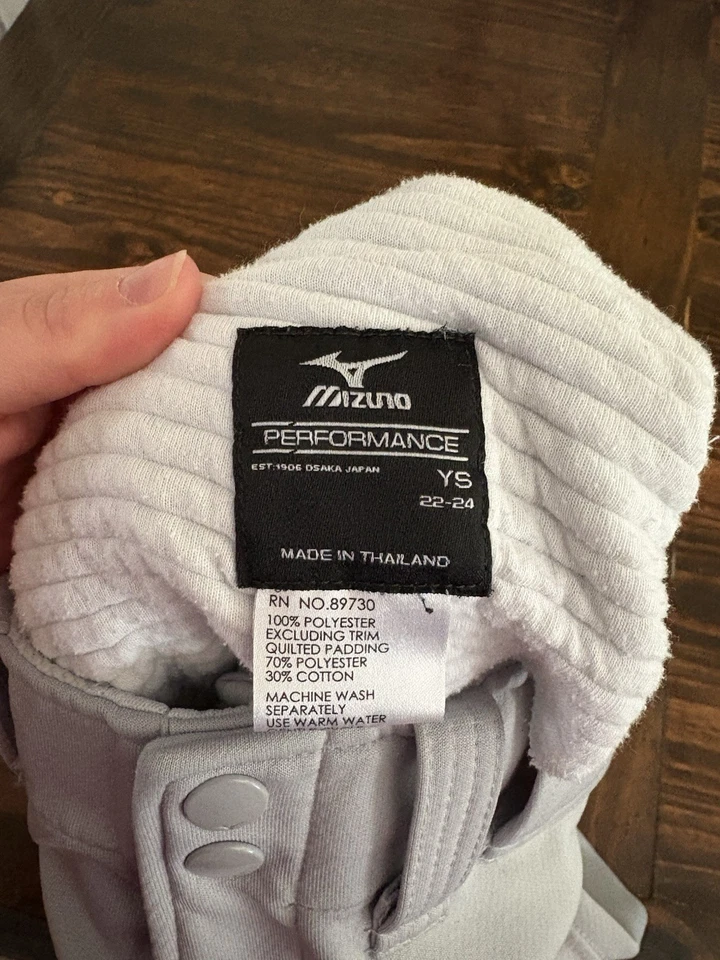 Mizuno
PERFORMANCE
EST.1906 OSAKA JAPAN
YS
22-24
MADE IN THAILAND
RN NO.89730
100% POLYESTER
EXCLUDING TRIM
QUILTED PADDING
70% POLYESTER
30% COTTON
MACHINE WASH
SEPARATELY
USE WARM WATER